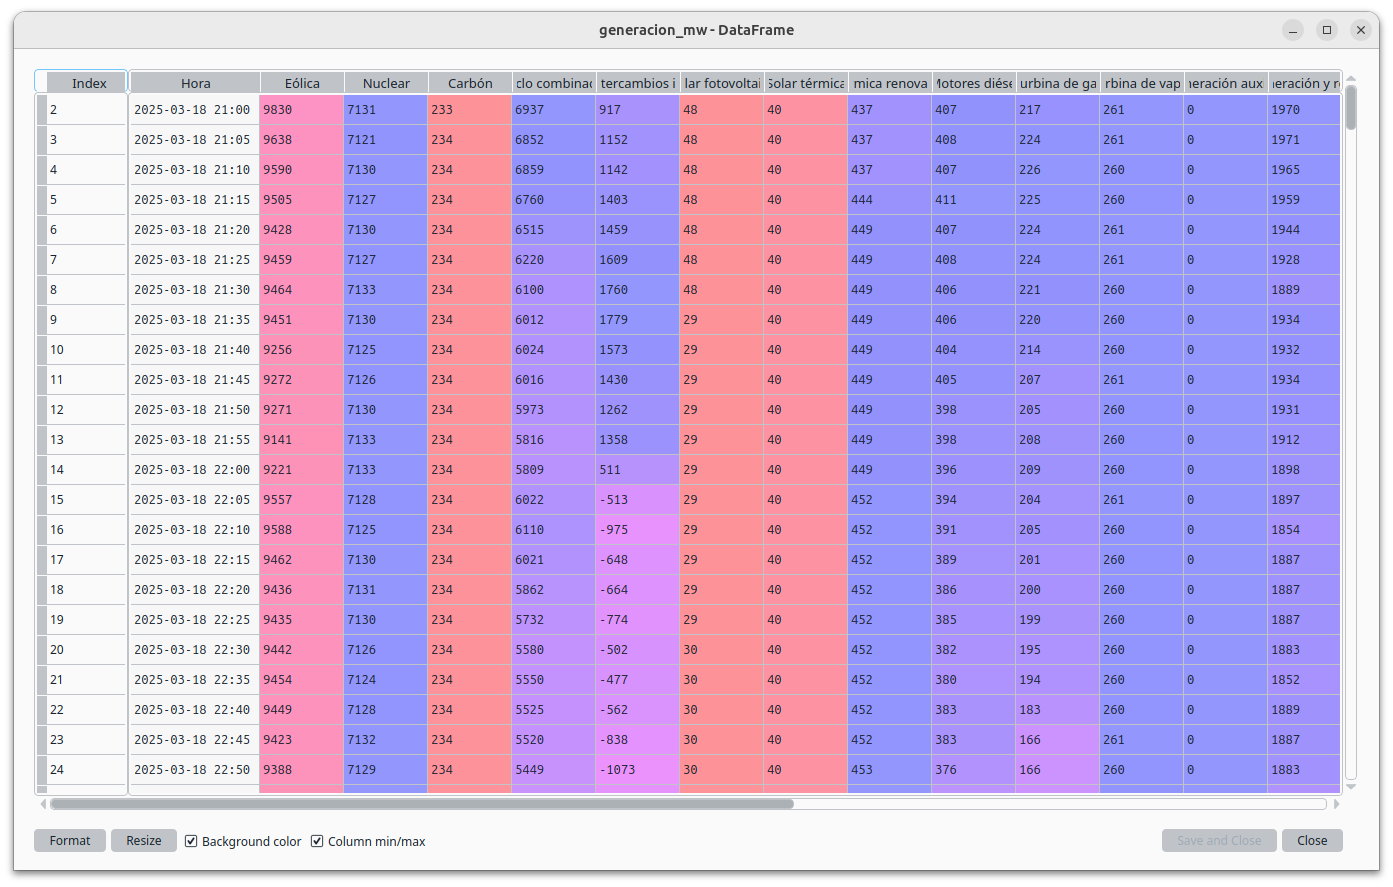 generacion_mw - DataFrame
Index Hora Eólica Nuclear Carbón clo combinac tercambios i lar fotovoltai Solar térmica mica renova Motores diése urbina de ga rbina de vap neración aux neración y re
2 2025-03-18 21:00 9830 7131 233 6937 917 48 40 437 407 217 261 0 1970
3 2025-03-18 21:05 9638 7121 234 6852 1152 48 40 437 408 224 261 0 1971
4 2025-03-18 21:10 9590 7130 234 6859 1142 48 40 437 407 226 260 0 1965
5 2025-03-18 21:15 9505 7127 234 6760 1403 48 40 444 411 225 260 0 1959
6 2025-03-18 21:20 9428 7130 234 6515 1459 48 40 449 407 224 261 0 1944
7 2025-03-18 21:25 9459 7127 234 6220 1609 48 40 449 408 224 261 0 1928
8 2025-03-18 21:30 9464 7133 234 6100 1760 48 40 449 406 221 260 0 1889
9 2025-03-18 21:35 9451 7130 234 6012 1779 29 40 449 406 220 260 0 1934
10 2025-03-18 21:40 9256 7125 234 6024 1573 29 40 449 404 214 260 0 1932
11 2025-03-18 21:45 9272 7126 234 6016 1430 29 40 449 405 207 261 0 1934
12 2025-03-18 21:50 9271 7130 234 5973 1262 29 40 449 398 205 260 0 1931
13 2025-03-18 21:55 9141 7133 234 5816 1358 29 40 449 398 208 260 0 1912
14 2025-03-18 22:00 9221 7133 234 5809 511 29 40 449 396 209 260 0 1898
15 2025-03-18 22:05 9557 7128 234 6022 -513 29 40 452 394 204 261 0 1897
16 2025-03-18 22:10 9588 7125 234 6110 -975 29 40 452 391 205 260 0 1854
17 2025-03-18 22:15 9462 7130 234 6021 -648 29 40 452 389 201 260 0 1887
18 2025-03-18 22:20 9436 7131 234 5862 -664 29 40 452 386 200 260 0 1887
19 2025-03-18 22:25 9435 7130 234 5732 -774 29 40 452 385 199 260 0 1887
20 2025-03-18 22:30 9442 7126 234 5580 -502 30 40 452 382 195 260 0 1883
21 2025-03-18 22:35 9454 7124 234 5550 -477 30 40 452 380 194 260 0 1852
22 2025-03-18 22:40 9449 7128 234 5525 -562 30 40 452 383 183 260 0 1889
23 2025-03-18 22:45 9423 7132 234 5520 -838 30 40 452 383 166 261 0 1887
24 2025-03-18 22:50 9388 7129 234 5449 -1073 30 40 453 376 166 260 0 1883
Format Resize Background color Column min/max Save and Close Close